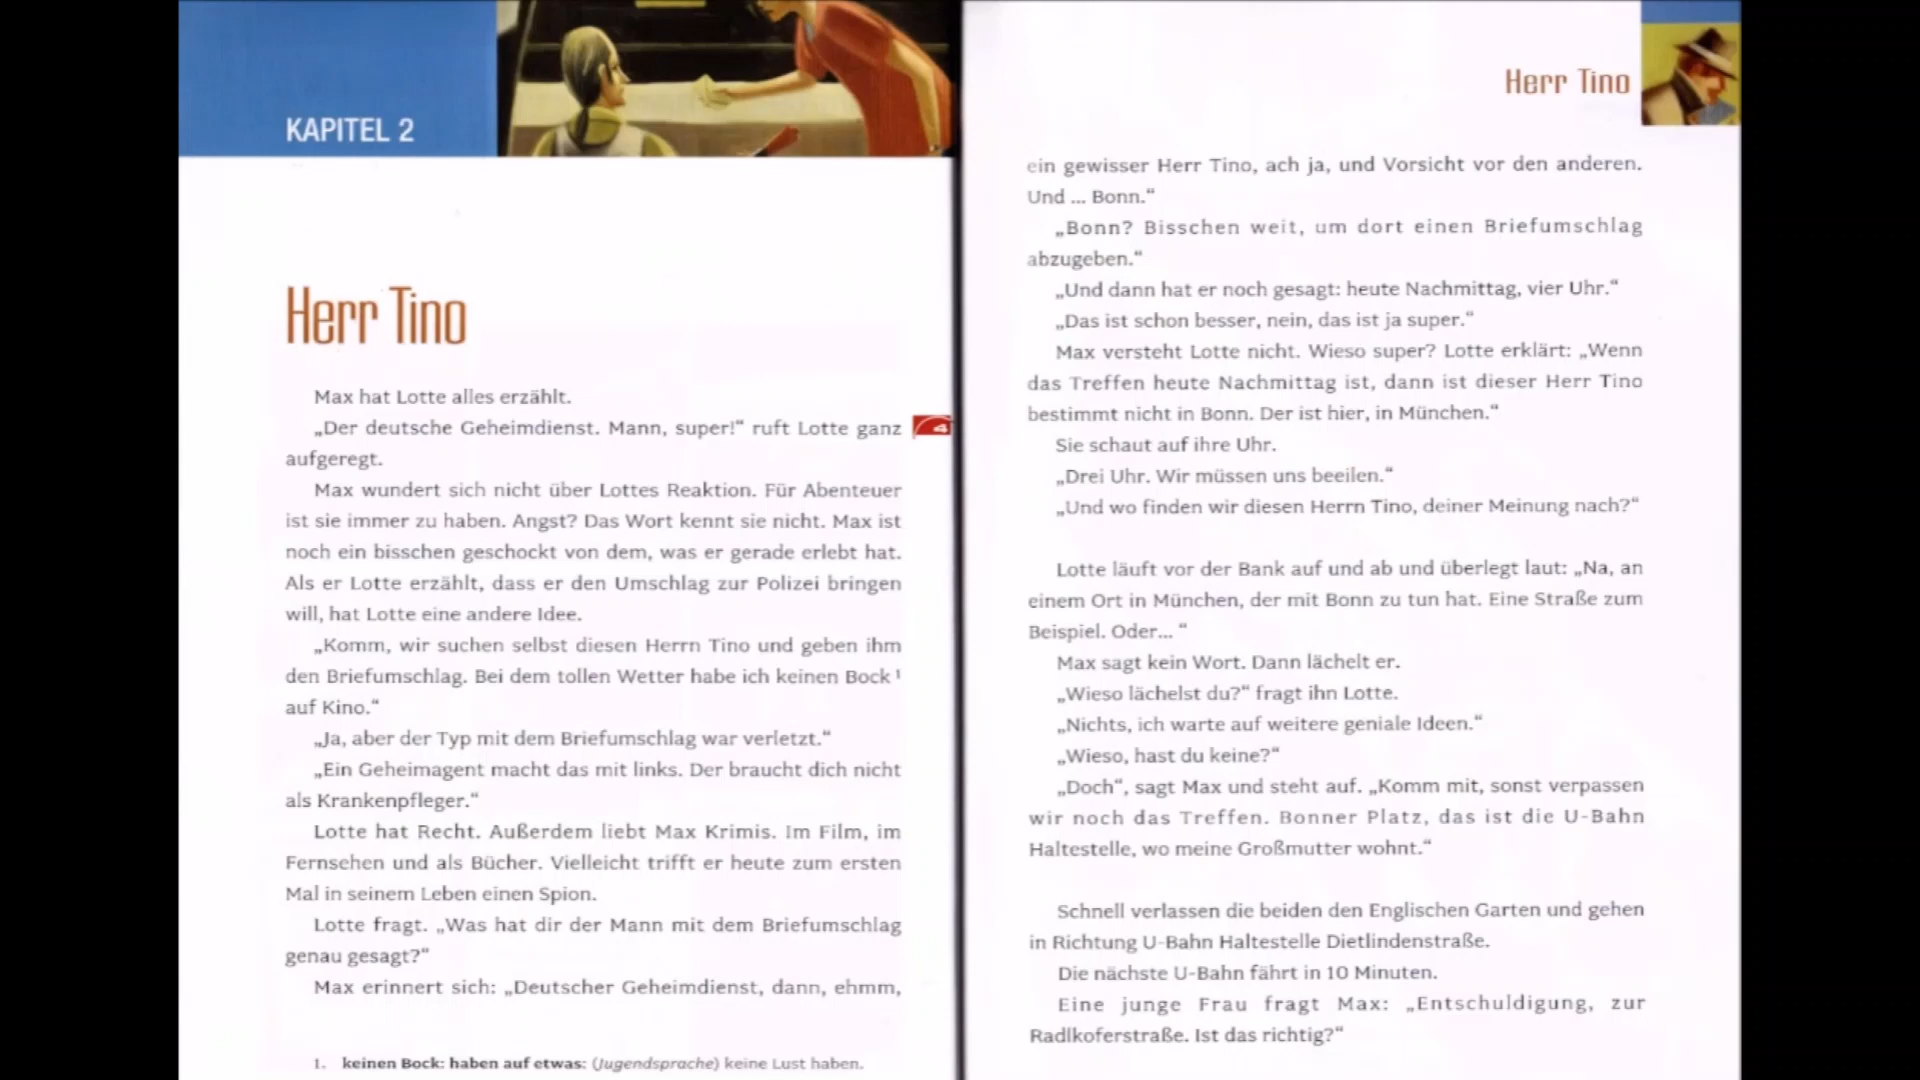 KAPITEL 2
Herr Tino
Max hat Lotte alles erzählt.
„Der deutsche Geheimdienst. Mann, super!“ ruft Lotte ganz
aufgeregt.
Max wundert sich nicht über Lottes Reaktion. Für Abenteuer
ist sie immer zu haben. Angst? Das Wort kennt sie nicht. Max ist
noch ein bisschen geschockt von dem, was er gerade erlebt hat.
Als er Lotte erzählt, dass er den Umschlag zur Polizei bringen
will, hat Lotte eine andere Idee.
„Komm, wir suchen selbst diesen Herrn Tino und geben ihm
den Briefumschlag. Bei dem tollen Wetter habe ich keinen Bock ¹
auf Kino.“
„Ja, aber der Typ mit dem Briefumschlag war verletzt.“
„Ein Geheimagent macht das mit links. Der braucht dich nicht
als Krankenpfleger.“
Lotte hat Recht. Außerdem liebt Max Krimis. Im Film, im
Fernsehen und als Bücher. Vielleicht trifft er heute zum ersten
Mal in seinem Leben einen Spion.
Lotte fragt. „Was hat dir der Mann mit dem Briefumschlag
genau gesagt?“
Max erinnert sich: „Deutscher Geheimdienst, dann, ehmm,
1. keinen Bock: haben auf etwas: (Jugendsprache) keine Lust haben.
4
Herr Tino
ein gewisser Herr Tino, ach ja, und Vorsicht vor den anderen.
Und ... Bonn.“
„Bonn? Bisschen weit, um dort einen Briefumschlag
abzugeben.“
„Und dann hat er noch gesagt: heute Nachmittag, vier Uhr.“
„Das ist schon besser, nein, das ist ja super.“
Max versteht Lotte nicht. Wieso super? Lotte erklärt: „Wenn
das Treffen heute Nachmittag ist, dann ist dieser Herr Tino
bestimmt nicht in Bonn. Der ist hier, in München.“
Sie schaut auf ihre Uhr.
„Drei Uhr. Wir müssen uns beeilen.“
„Und wo finden wir diesen Herrn Tino, deiner Meinung nach?“
Lotte läuft vor der Bank auf und ab und überlegt laut: „Na, an
einem Ort in München, der mit Bonn zu tun hat. Eine Straße zum
Beispiel. Oder... “
Max sagt kein Wort. Dann lächelt er.
„Wieso lächelst du?“ fragt ihn Lotte.
„Nichts, ich warte auf weitere geniale Ideen.“
„Wieso, hast du keine?“
„Doch“, sagt Max und steht auf. „Komm mit, sonst verpassen
wir noch das Treffen. Bonner Platz, das ist die U-Bahn
Haltestelle, wo meine Großmutter wohnt.“
Schnell verlassen die beiden den Englischen Garten und gehen
in Richtung U-Bahn Haltestelle Dietlindenstraße.
Die nächste U-Bahn fährt in 10 Minuten.
Eine junge Frau fragt Max: „Entschuldigung, zur
Radlkoferstraße. Ist das richtig?“